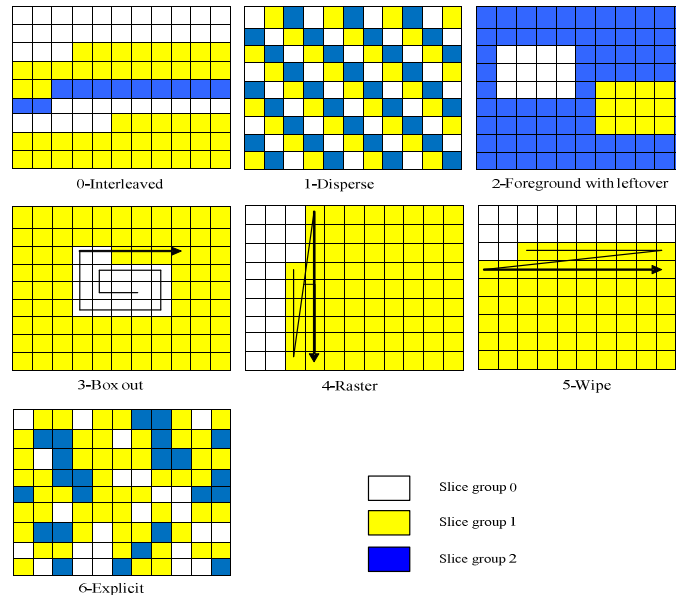 0-Interleaved
1-Disperse
2-Foreground with leftover
3-Box out
4-Raster
5-Wipe
Slice group 0
Slice group 1
Slice group 2
6-Explicit